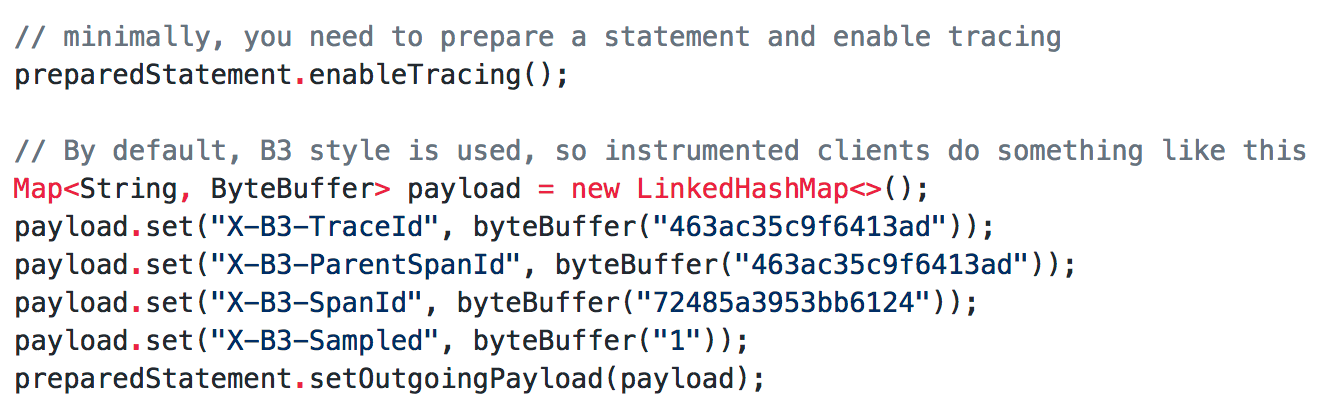 // minimally, you need to prepare a statement and enable tracing
preparedStatement.enableTracing();
// By default, B3 style is used, so instrumented clients do something like this
Map<String, ByteBuffer> payload = new LinkedHashMap<>();
payload.set("X-B3-TraceId", byteBuffer("463ac35c9f6413ad"));
payload.set("X-B3-ParentSpanId", byteBuffer("463ac35c9f6413ad"));
payload.set("X-B3-SpanId", byteBuffer("72485a3953bb6124"));
payload.set("X-B3-Sampled", byteBuffer("1"));
preparedStatement.setOutgoingPayload(payload);